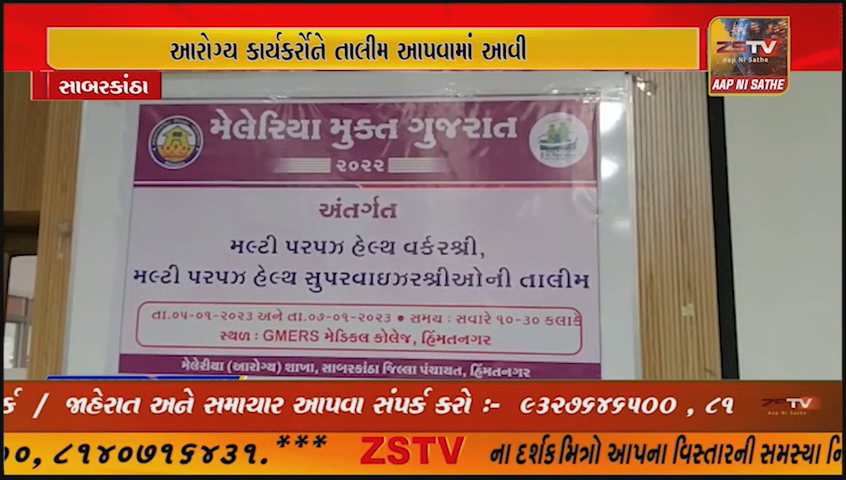 આરોગ્ય કાર્યકર્રોને તાલીમ આપવામાં આવી
ZSTV
Aap Ni Sathe
AAP NI SATHE
સાબરકાંઠા
મેલેરિયા મુક્ત ગુજરાત
૨૦૨૨
અંતર્ગત
મલ્ટી પરપઝ હેલ્થ વર્કરશ્રી,
મલ્ટી પરપઝ હેલ્થ સુપરવાઇઝરશ્રીઓની તાલીમ
તા.૦૫-૦૧-૨૦૨૩ અને તા.૦૭-૦૧-૨૦૨૩ • સમય : સવારે ૧૦-૩૦ કલાકે
સ્થળ : GMERS મેડિકલ કોલેજ, હિંમતનગર
મેલેરીયા (આરોગ્ય) શાખા, સાબરકાંઠા જિલ્લા પંચાયત, હિંમતનગર
ર્ક / જાહેરાત અને સમાચાર આપવા સંપર્ક કરો :- ૯૩૨૭૬૪૬૫૦૦ , ૮૧
ZSTV
Aap Ni Sathe
૦૦, ૮૧૪૦૭૧૬૪૩૧.*** ZSTV ના દર્શક મિત્રો આપના વિસ્તારની સમસ્યા નિ